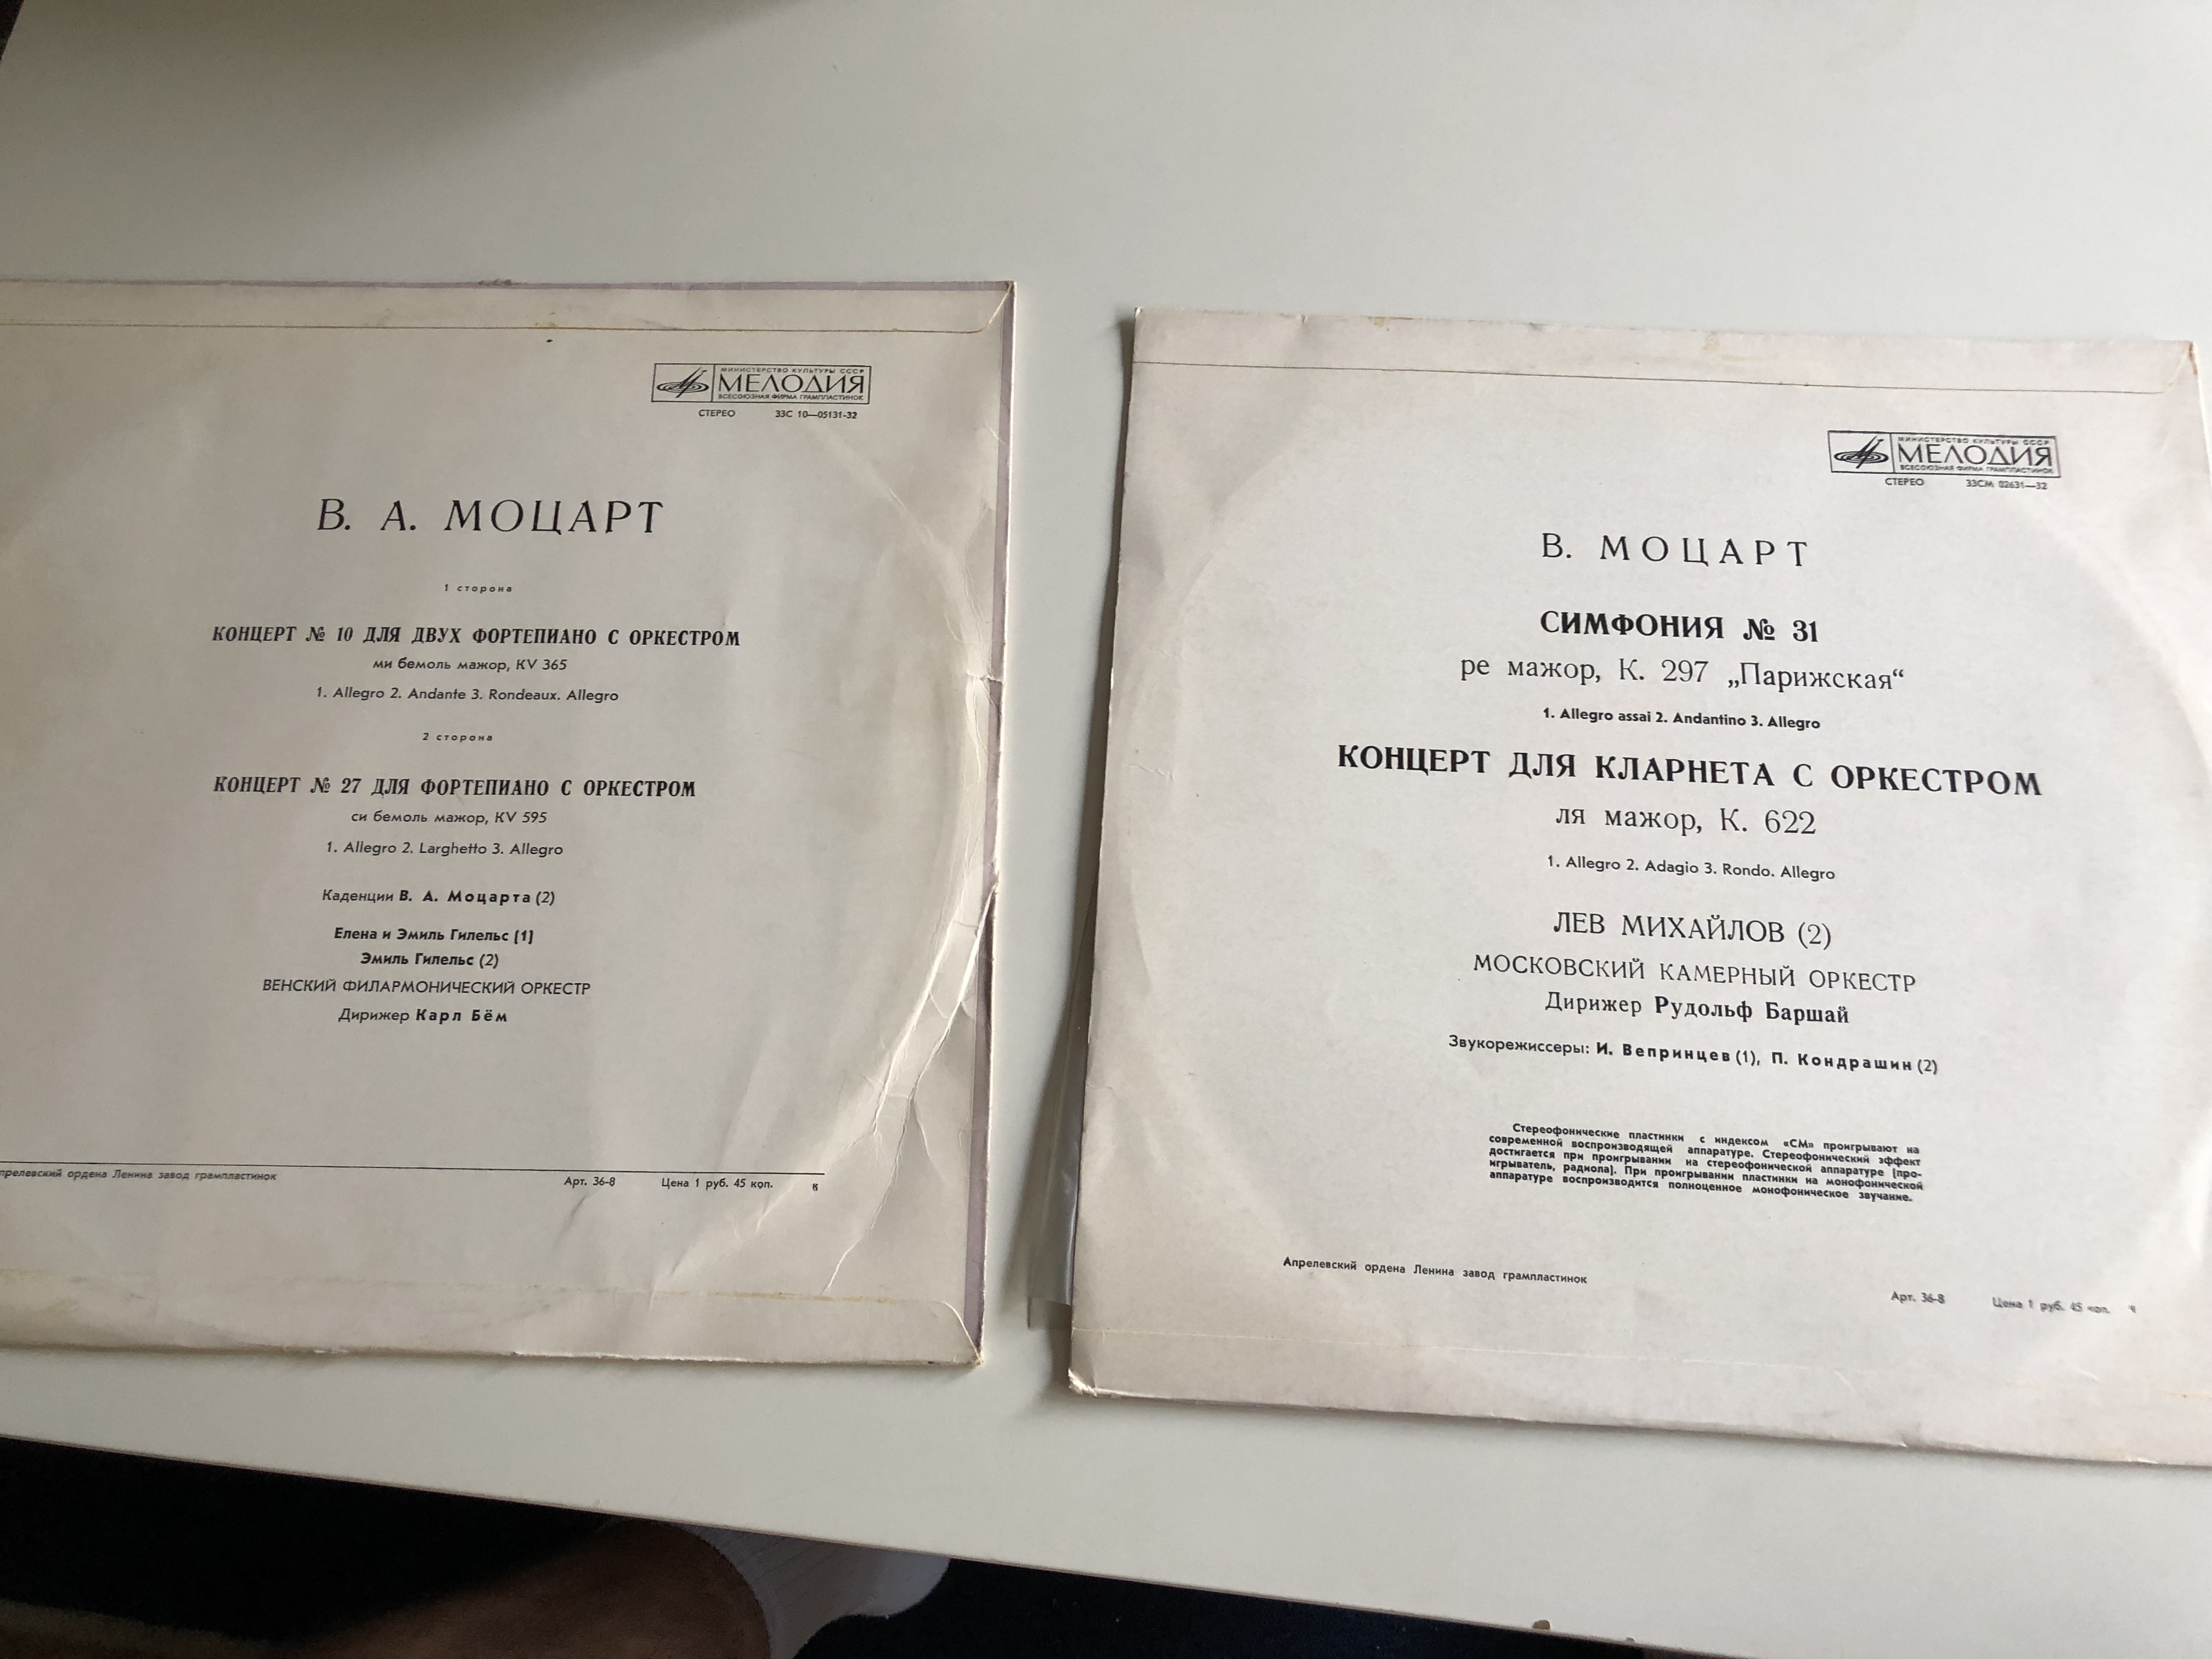 МИНИСТЕРСТВО КУЛЬТУРЫ СССР
МЕЛОДИЯ
ВСЕСОЮЗНАЯ ФИРМА ГРАМПЛАСТИНОК
СТЕРЕО 33С 10—05131-32
В. А. МОЦАРТ
1 сторона
КОНЦЕРТ № 10 ДЛЯ ДВУХ ФОРТЕПИАНО С ОРКЕСТРОМ
ми бемоль мажор, KV 365
1. Allegro 2. Andante 3. Rondeaux. Allegro
2 сторона
КОНЦЕРТ № 27 ДЛЯ ФОРТЕПИАНО С ОРКЕСТРОМ
си бемоль мажор, KV 595
1. Allegro 2. Larghetto 3. Allegro
Каденции В. А. Моцарта (2)
Елена и Эмиль Гилельс (1)
Эмиль Гилельс (2)
ВЕНСКИЙ ФИЛАРМОНИЧЕСКИЙ ОРКЕСТР
Дирижер Карл Бём
прелевский ордена Ленина завод грампластинок
Арт. 36-8 Цена 1 руб. 45 коп.
МИНИСТЕРСТВО КУЛЬТУРЫ СССР
МЕЛОДИЯ
ВСЕСОЮЗНАЯ ФИРМА ГРАМПЛАСТИНОК
СТЕРЕО 33СМ 02631—32
В. МОЦАРТ
СИМФОНИЯ № 31
ре мажор, К. 297 „Парижская“
1. Allegro assai 2. Andantino 3. Allegro
КОНЦЕРТ ДЛЯ КЛАРНЕТА С ОРКЕСТРОМ
ля мажор, К. 622
1. Allegro 2. Adagio 3. Rondo. Allegro
ЛЕВ МИХАЙЛОВ (2)
МОСКОВСКИЙ КАМЕРНЫЙ ОРКЕСТР
Дирижер Рудольф Баршай
Звукорежиссеры: И. Вепринцев (1), П. Кондрашин (2)
Стереофонические пластинки с индексом «СМ» проигрывают на
современной воспроизводящей аппаратуре. Стереофонический эффект
достигается при проигрывании на стереофонической аппаратуре (про-
игрыватель, радиола). При проигрывании пластинки на монофонической
аппаратуре воспроизводится полноценное монофоническое звучание.
Апрелевский ордена Ленина завод грампластинок
Арт. 36-8 Цена 1 руб. 45 коп.